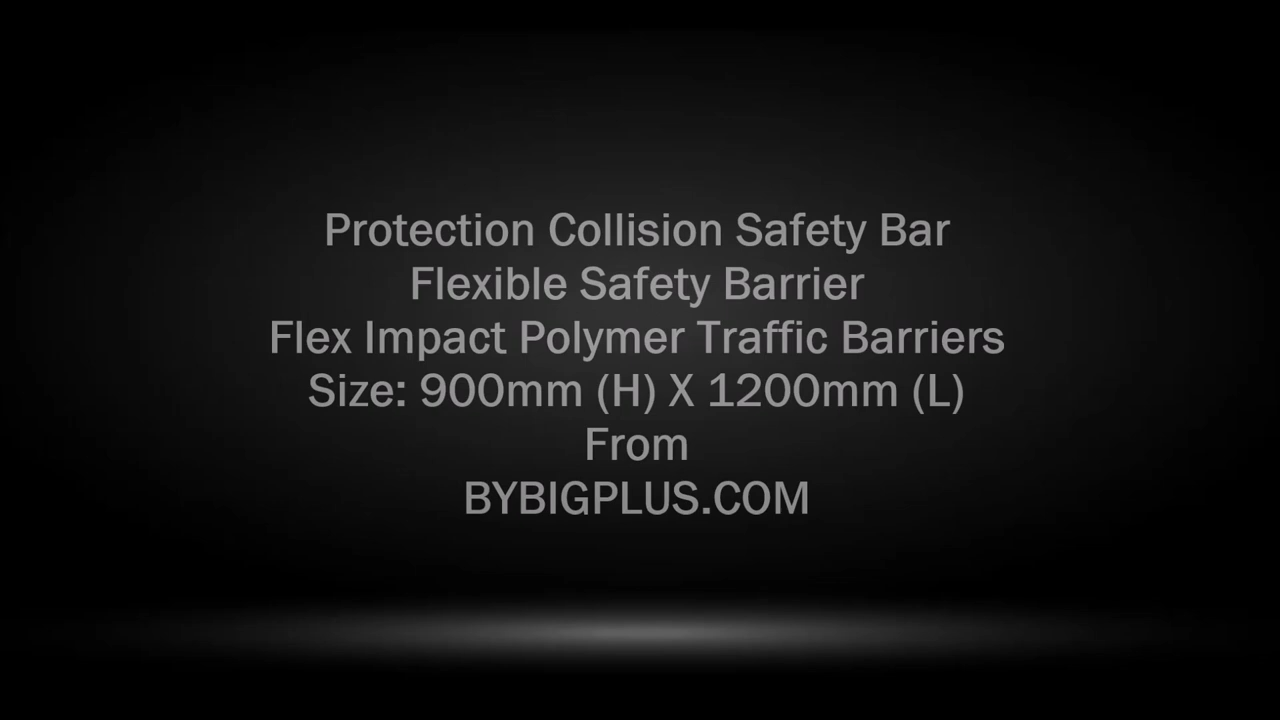 Protection Collision Safety Bar
Flexible Safety Barrier
Flex Impact Polymer Traffic Barriers
Size: 900mm (H) X 1200mm (L)
From
BYBIGPLUS.COM